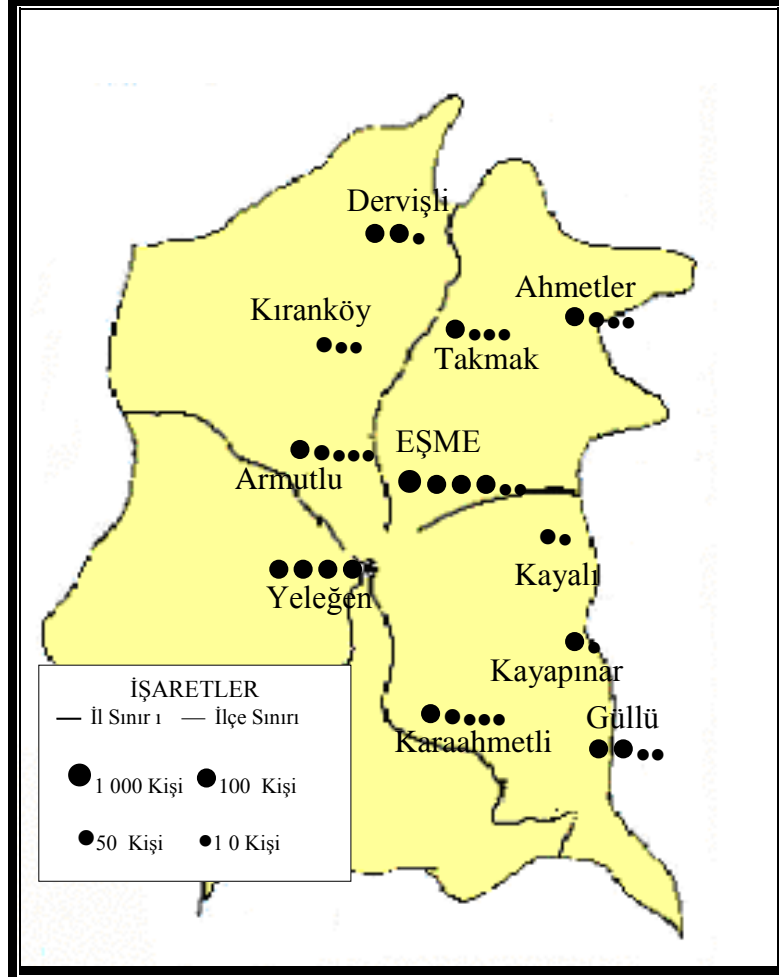 Dervişli
Ahmetler
Kıranköy
Takmak
EŞME
Armutlu
Kayalı
Yeleğen
Kayapınar
Güllü
Karaahmetli
İŞARETLER
İl Sınır ı İlçe Sınırı
1 000 Kişi 100 Kişi
50 Kişi 1 0 Kişi